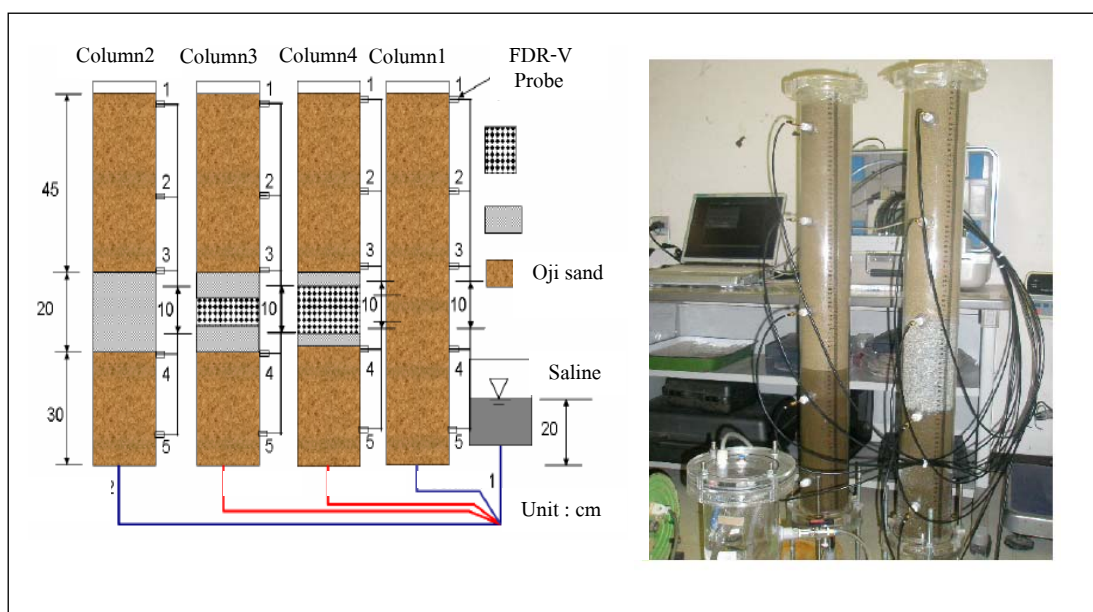 Column2 Column3 Column4 Column1 FDR-V
Probe
1 1 1 1
2 2 2 2
3 3 3 3
45
Oji sand
20 10 10 10
4 4 4 4
Saline
30
20
5 5 5 5
2 1
Unit : cm